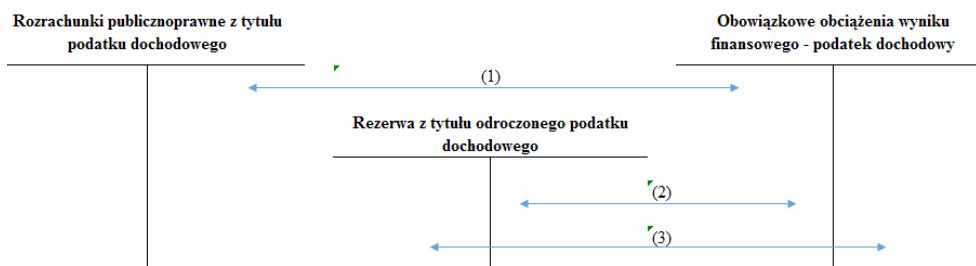 Rozrachunki publicznoprawne z tytułu
podatku dochodowego
Obowiązkowe obciążenia wyniku
finansowego - podatek dochodowy
(1)
Rezerwa z tytułu odroczonego podatku
dochodowego
(2)
(3)